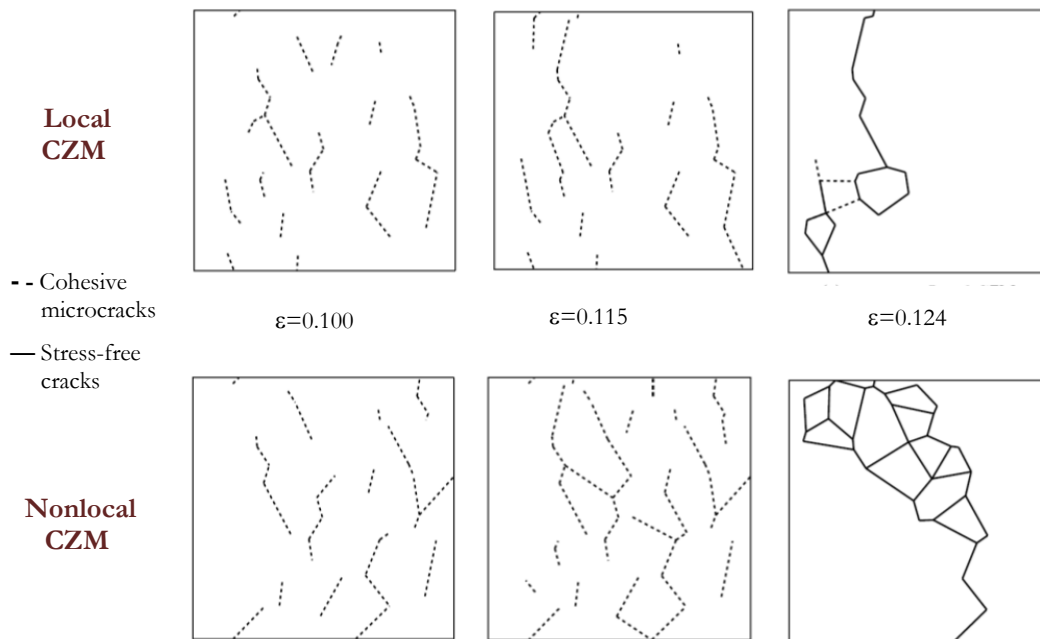 Local
CZM
- - Cohesive
microcracks
ε=0.100
ε=0.115
ε=0.124
— Stress-free
cracks
Nonlocal
CZM